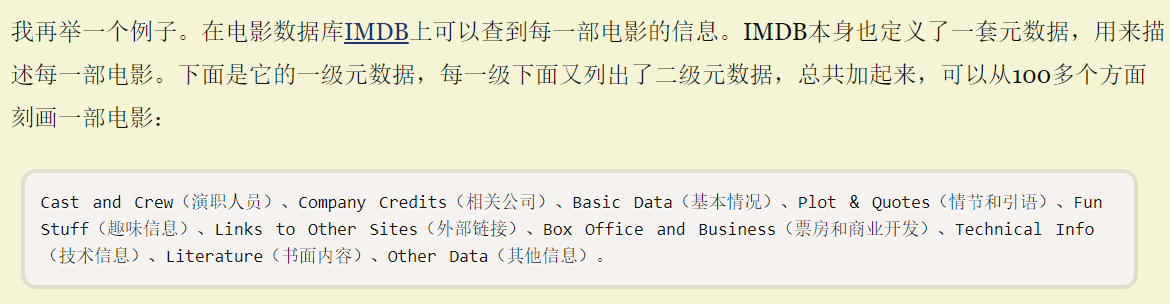 我再举一个例子。在电影数据库IMDB上可以查到每一部电影的信息。IMDB本身也定义了一套元数据，用来描
述每一部电影。下面是它的一级元数据，每一级下面又列出了二级元数据，总共加起来，可以从100多个方面
刻画一部电影：
Cast and Crew（演职人员）、Company Credits（相关公司）、Basic Data（基本情况）、Plot & Quotes（情节和引语）、Fun
Stuff（趣味信息）、Links to Other Sites（外部链接）、Box Office and Business（票房和商业开发）、Technical Info
（技术信息）、Literature（书面内容）、Other Data（其他信息）。